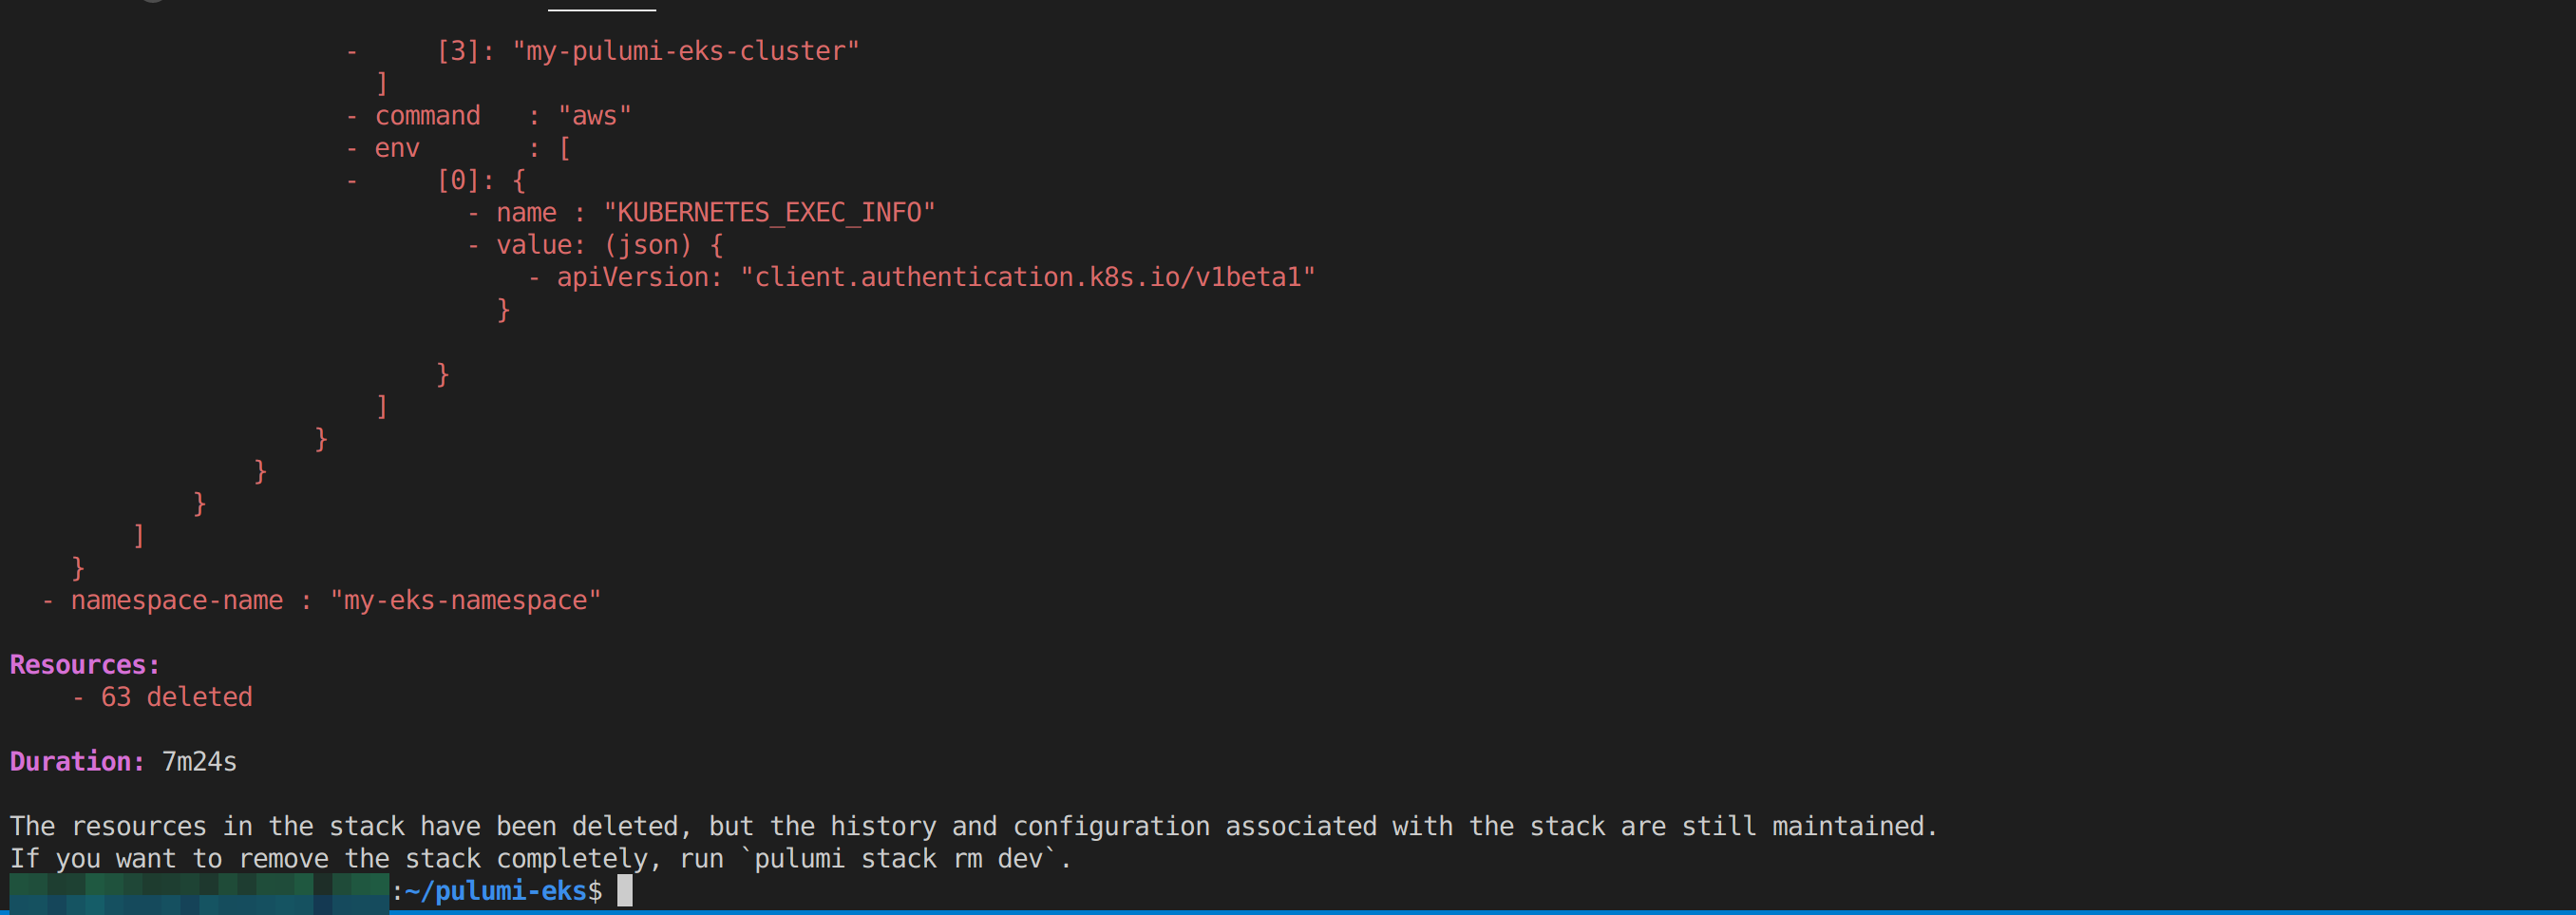 -     [3]: "my-pulumi-eks-cluster"
]
- command   : "aws"
- env       : [
-     [0]: {
- name : "KUBERNETES_EXEC_INFO"
- value: (json) {
- apiVersion: "client.authentication.k8s.io/v1beta1"
}
}
]
}
}
}
]
}
- namespace-name : "my-eks-namespace"
Resources:
- 63 deleted
Duration: 7m24s
The resources in the stack have been deleted, but the history and configuration associated with the stack are still maintained.
If you want to remove the stack completely, run `pulumi stack rm dev`.
:~/pulumi-eks$